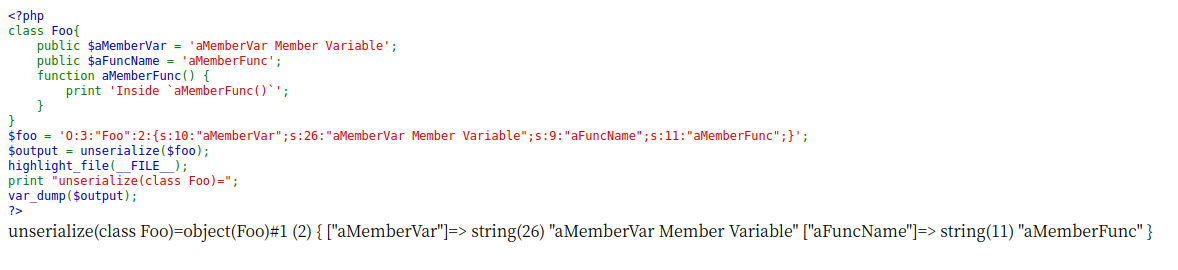 <?php
class Foo{
    public $aMemberVar = 'aMemberVar Member Variable';
    public $aFuncName = 'aMemberFunc';
    function aMemberFunc() {
        print 'Inside `aMemberFunc()`';
    }
}
$foo = 'O:3:"Foo":2:{s:10:"aMemberVar";s:26:"aMemberVar Member Variable";s:9:"aFuncName";s:11:"aMemberFunc";}';
$output = unserialize($foo);
highlight_file(__FILE__);
print "unserialize(class Foo)=";
var_dump($output);
?>
unserialize(class Foo)=object(Foo)#1 (2) { ["aMemberVar"]=> string(26) "aMemberVar Member Variable" ["aFuncName"]=> string(11) "aMemberFunc" }